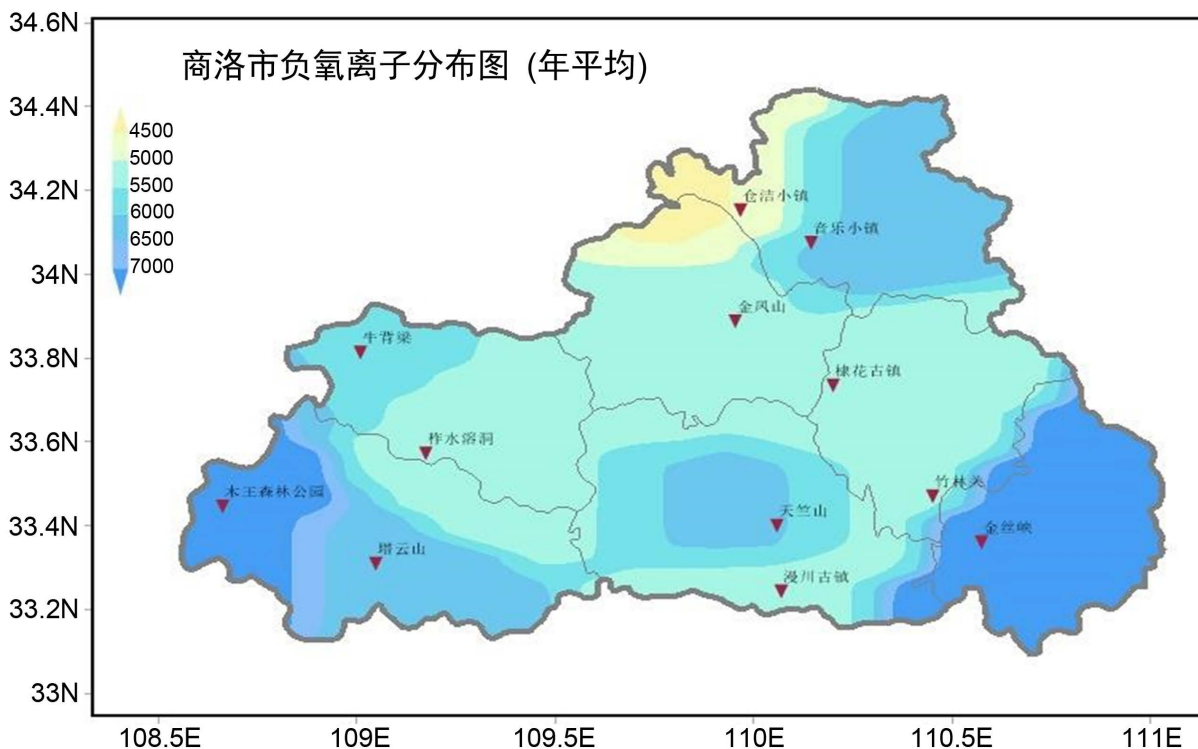 34.6N
商洛市负氧离子分布图 (年平均)
34.4N
4500
5000
5500
6000
6500
7000
34.2N
仓洁小镇
音乐小镇
34N
金凤山
牛背梁
33.8N
棣花古镇
柞水溶洞
33.6N
木王森林公园
竹林关
33.4N
天竺山
金丝峡
塔云山
漫川古镇
33.2N
33N
108.5E
109E
109.5E
110E
110.5E
111E